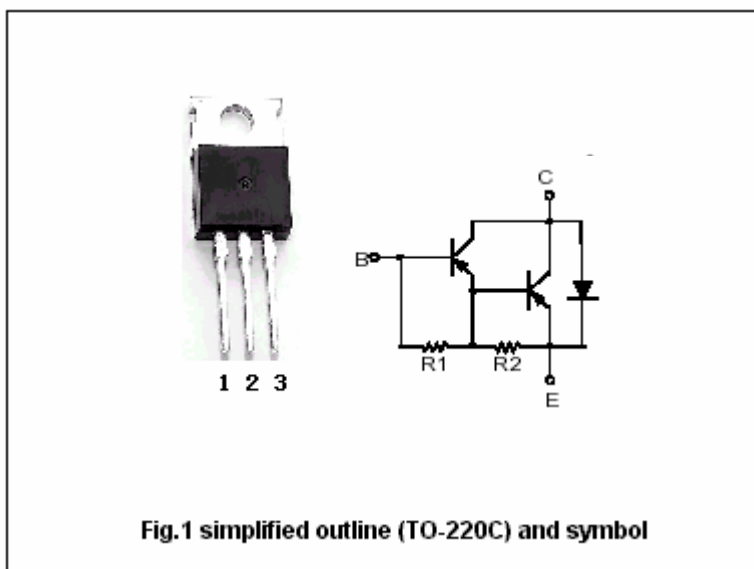 C
B
R1 R2
1 2 3
E
Fig.1 simplified outline (TO-220C) and symbol